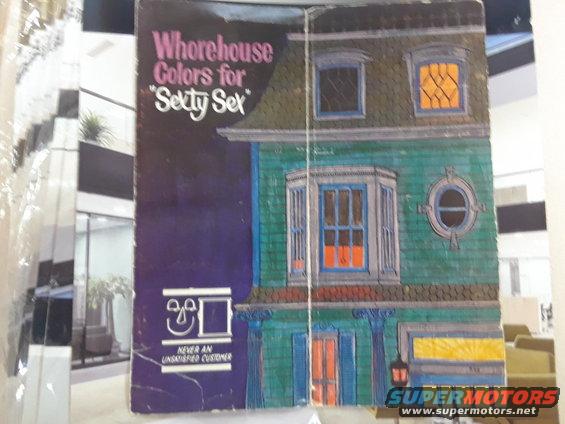 Whorehouse
Colors for
"Sexty Sex"
NEVER AN
UNSATISFIED CUSTOMER
SUPERMOTORS
www.supermotors.net